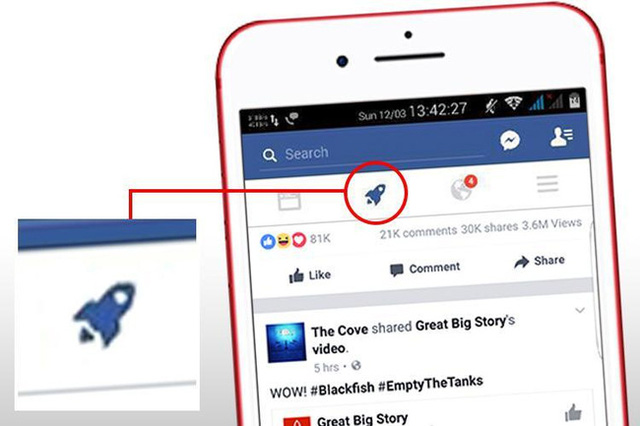 Sun 12/03 13:42:27
Search
4
81K 21K comments 30K shares 3.6M Views
Like Comment Share
The Cove shared Great Big Story's
video.
5 hrs
WOW! #Blackfish #EmptyTheTanks
Great Big Story